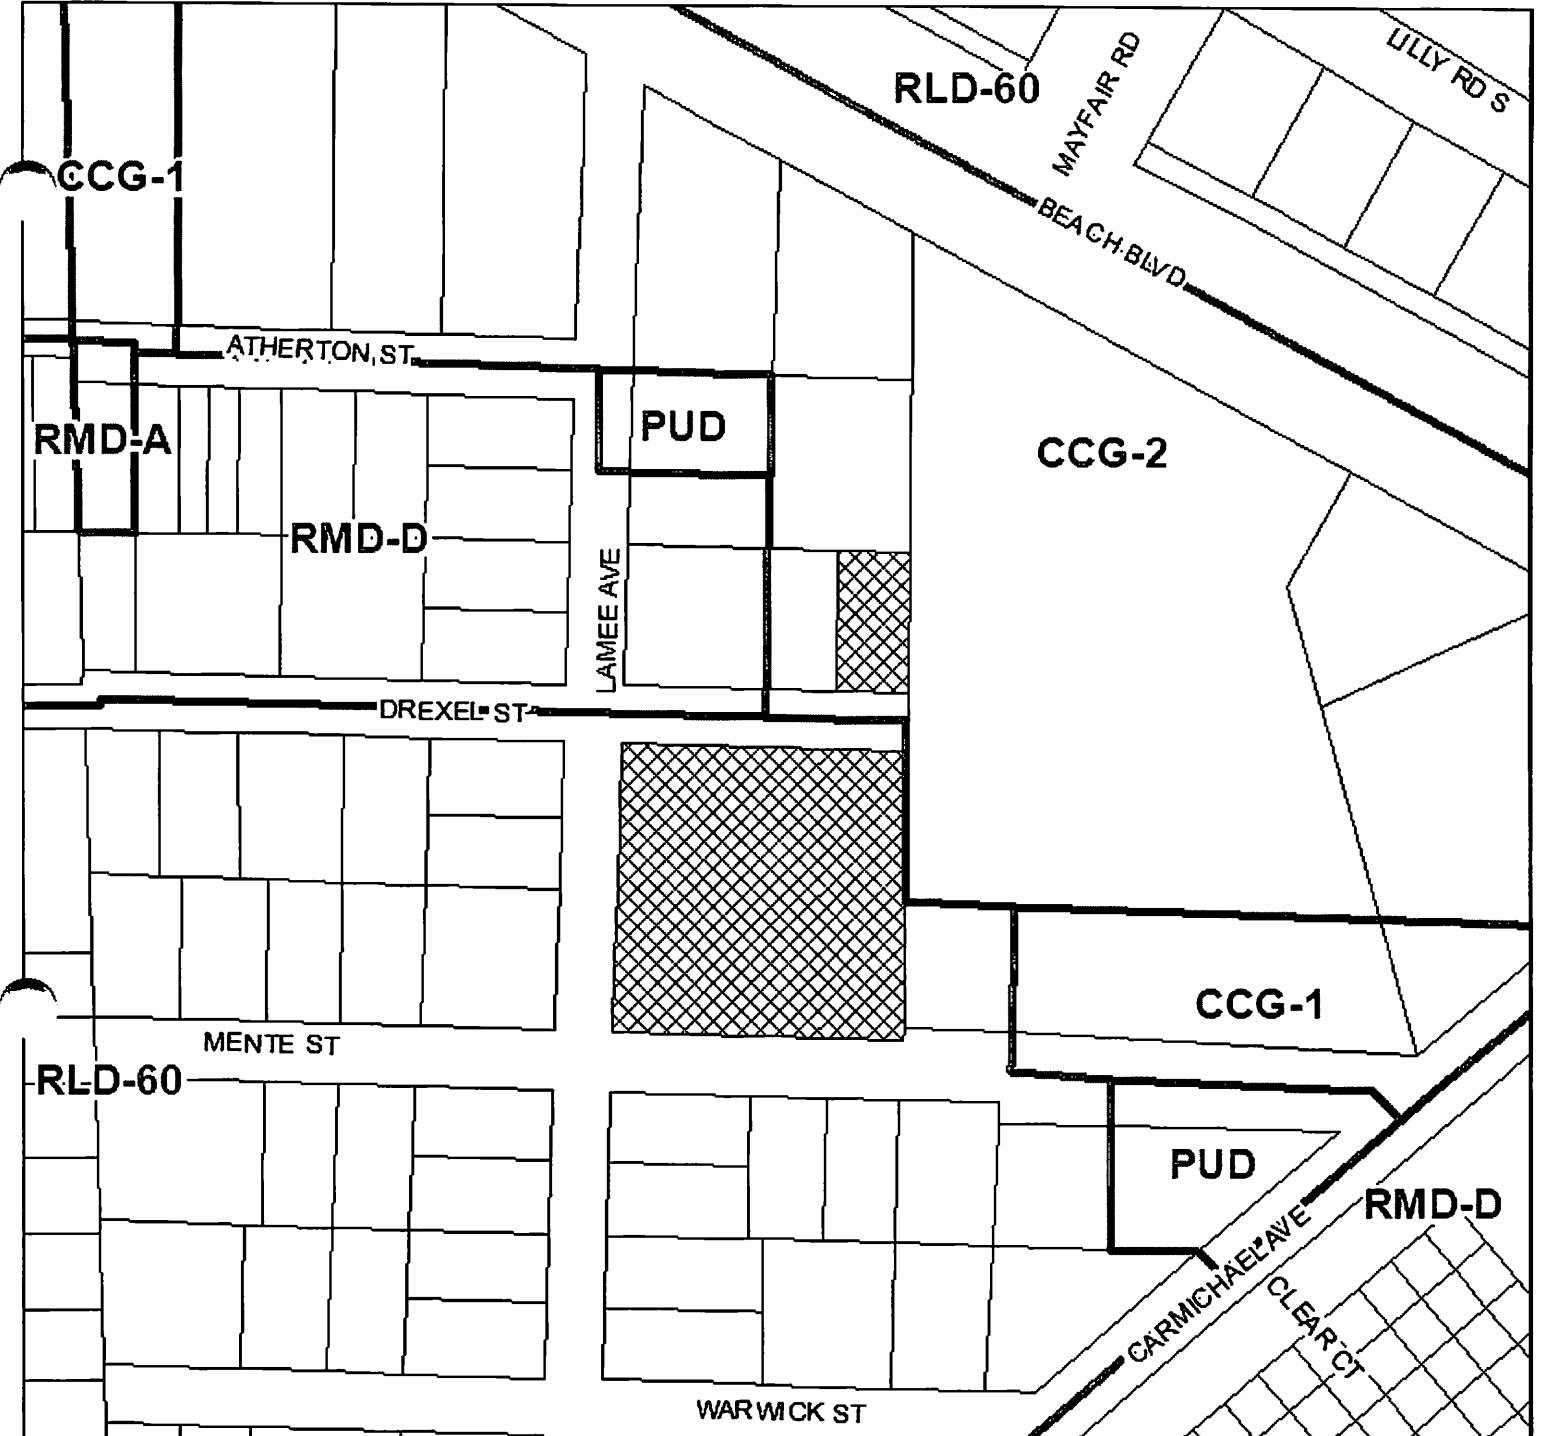 LILLY RD S
RLD-60
MAYFAIR RD
CCG-1
BEACH BLVD
ATHERTON ST
PUD
RMD-A
CCG-2
RMD-D
LAMEE AVE
DREXEL ST
CCG-1
MENTE ST
RLD-60
PUD
RMD-D
CARMICHAEL AVE
CLEAR CT
WARWICK ST